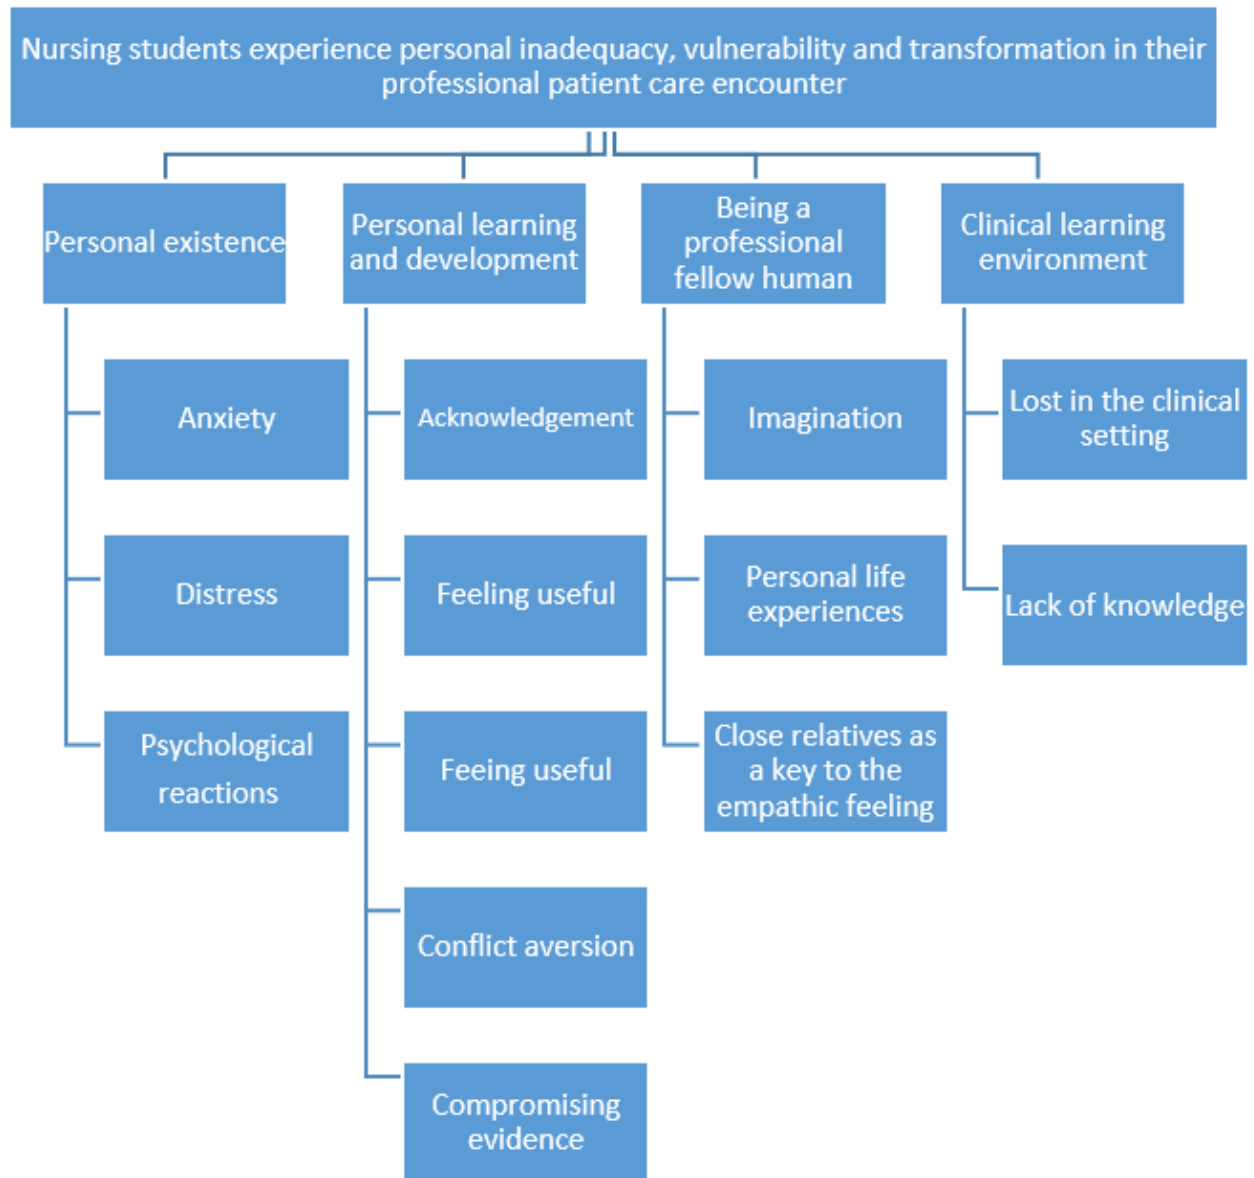 Nursing students experience personal inadequacy, vulnerability and transformation in their
professional patient care encounter
Personal existence
Anxiety
Distress
Psychological
reactions
Personal learning
and development
Acknowledgement
Feeling useful
Feeing useful
Conflict aversion
Compromising
evidence
Being a
professional
fellow human
Imagination
Personal life
experiences
Close relatives as
a key to the
empathic feeling
Clinical learning
environment
Lost in the clinical
setting
Lack of knowledge